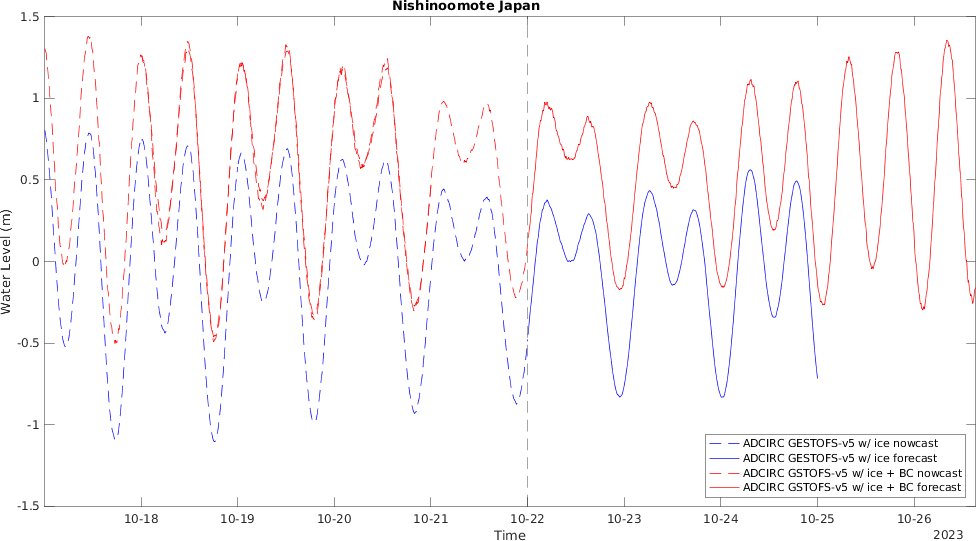 Nishinoomote Japan
1.5
1
0.5
0
-0.5
-1
-1.5
Water Level (m)
ADCIRC GESTOFS-v5 w/ ice nowcast
ADCIRC GESTOFS-v5 w/ ice forecast
ADCIRC GSTOFS-v5 w/ ice + BC nowcast
ADCIRC GSTOFS-v5 w/ ice + BC forecast
10-18 10-19 10-20 10-21 10-22 10-23 10-24 10-25 10-26
Time
2023